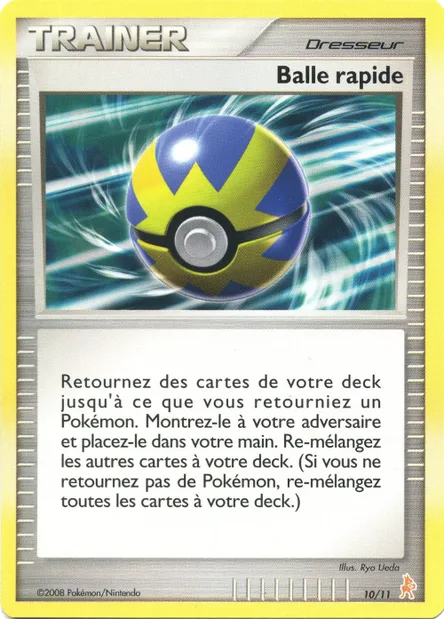 TRAINER
Dresseur
Balle rapide
Retournez des cartes de votre deck
jusqu'à ce que vous retourniez un
Pokémon. Montrez-le à votre adversaire
et placez-le dans votre main. Re-mélangez
les autres cartes à votre deck. (Si vous ne
retournez pas de Pokémon, re-mélangez
toutes les cartes à votre deck.)
Illus. Ryo Ueda
©2008 Pokémon/Nintendo
10/11